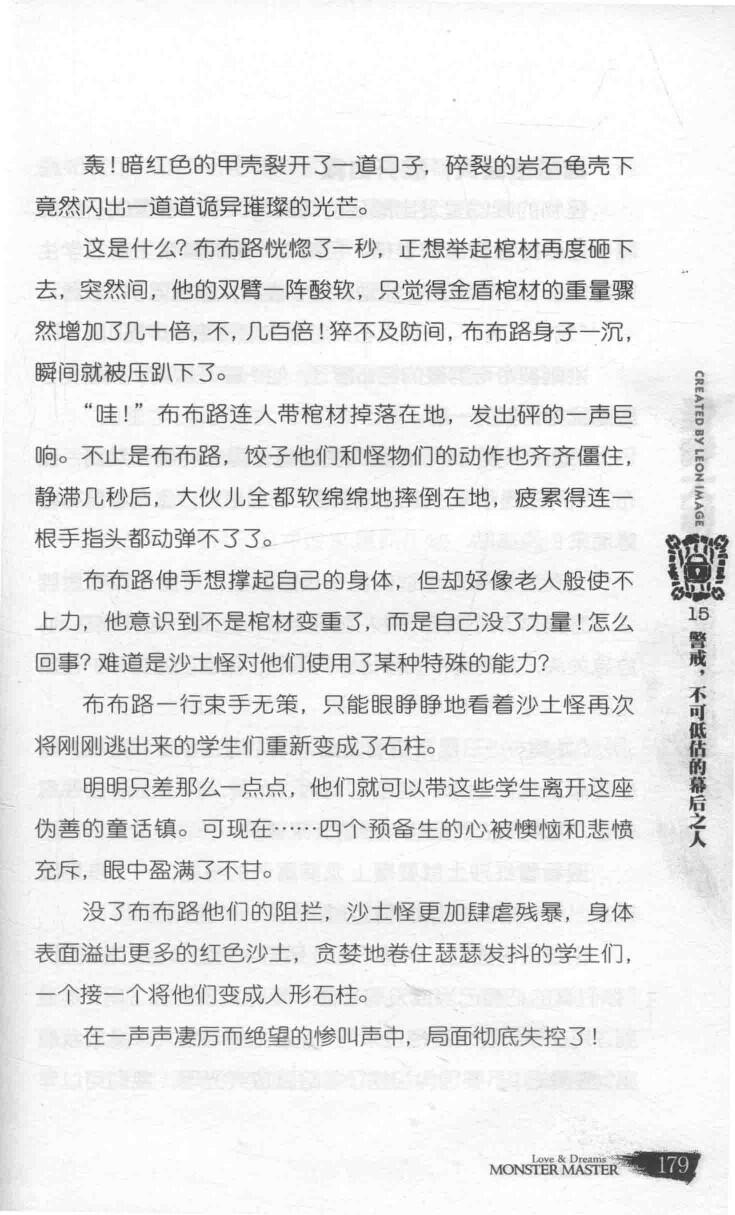 轰！暗红色的甲壳裂开了一道口子，碎裂的岩石龟壳下
竟然闪出一道道诡异璀璨的光芒。
这是什么？布布路恍惚了一秒，正想举起棺材再度砸下
去，突然间，他的双臂一阵酸软，只觉得金盾棺材的重量骤
然增加了几十倍，不，几百倍！猝不及防间，布布路身子一沉，
瞬间就被压趴下了。
“哇！”布布路连人带棺材掉落在地，发出砰的一声巨
响。不止是布布路，饺子他们和怪物们的动作也齐齐僵住，
静滞几秒后，大伙儿全都软绵绵地摔倒在地，疲累得连一
根手指头都动弹不了了。
布布路伸手想撑起自己的身体，但却好像老人般使不
上力，他意识到不是棺材变重了，而是自己没了力量！怎么
回事？难道是沙土怪对他们使用了某种特殊的能力？
布布路一行束手无策，只能眼睁睁地看着沙土怪再次
将刚刚逃出来的学生们重新变成了石柱。
明明只差那么一点点，他们就可以带这些学生离开这座
伪善的童话镇。可现在……四个预备生的心被懊恼和悲愤
充斥，眼中盈满了不甘。
没了布布路他们的阻拦，沙土怪更加肆虐残暴，身体
表面溢出更多的红色沙土，贪婪地卷住瑟瑟发抖的学生们，
一个接一个将他们变成人形石柱。
在一声声凄厉而绝望的惨叫声中，局面彻底失控了！
CREATED BY LEON IMAGE
15
警戒，不可低估的幕后之人
Love & Dreams
MONSTER MASTER
179